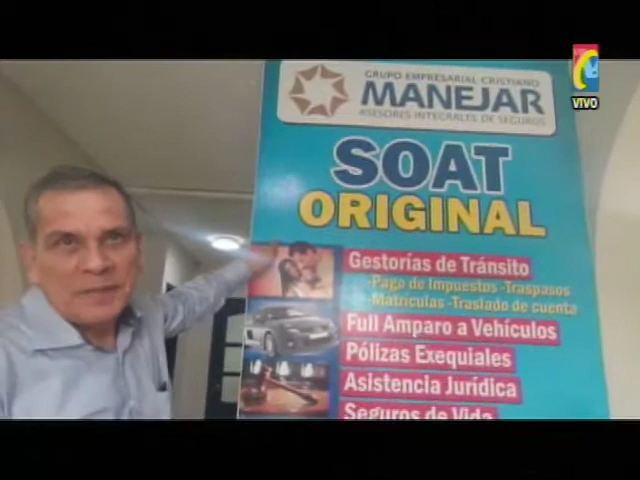 VIVO
GRUPO EMPRESARIAL CRISTIANO
MANEJAR
ASESORES INTEGRALES DE SEGUROS
SOAT
ORIGINAL
Gestorías de Tránsito
-Pago de Impuestos -Traspasos
-Matrículas -Traslado de cuenta
Full Amparo a Vehículos
Pólizas Exequiales
Asistencia Jurídica
Seguros de Vida